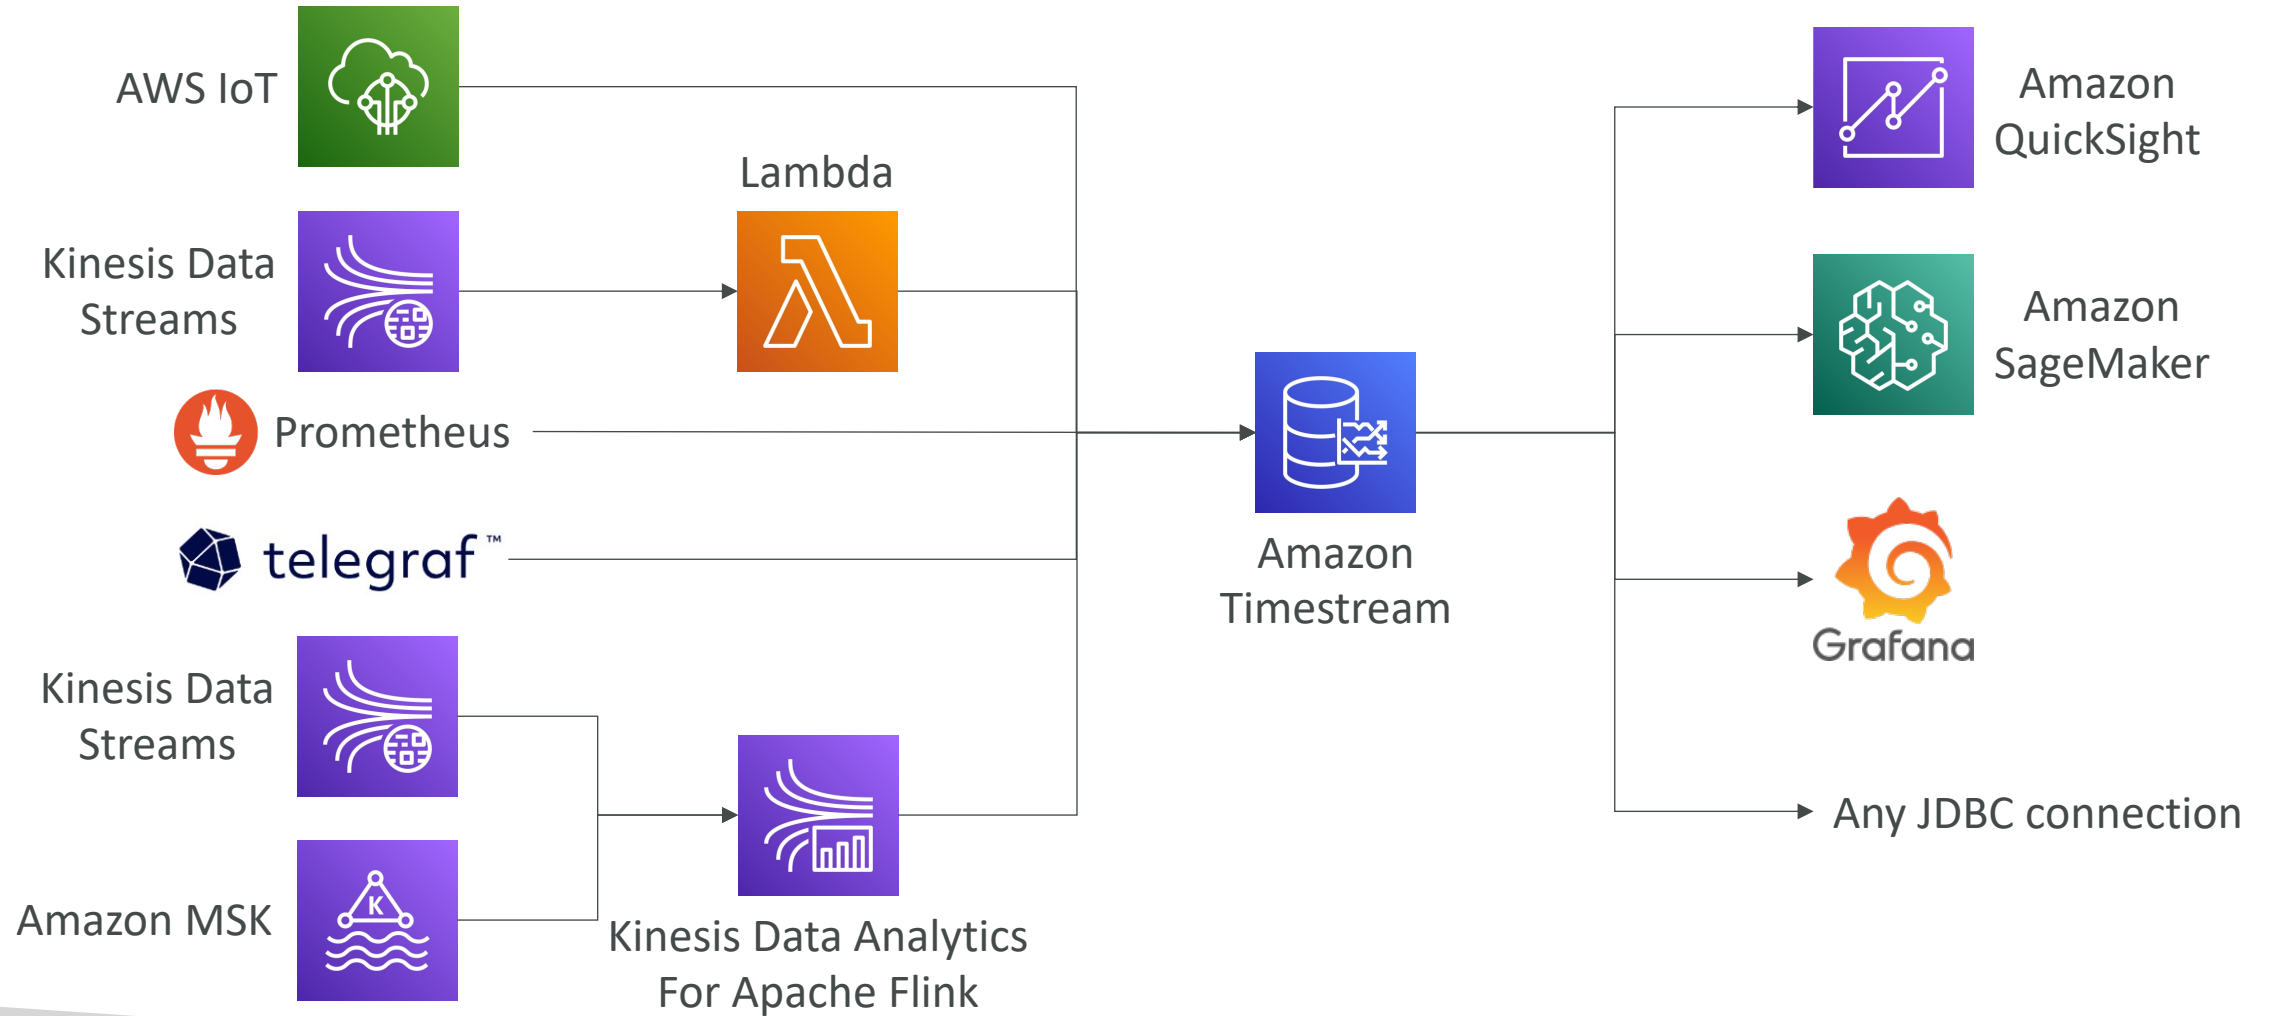 AWS IoT
Lambda
Kinesis Data
Streams
Prometheus
telegraf™
Kinesis Data
Streams
Amazon MSK
K
Kinesis Data Analytics
For Apache Flink
Amazon
Timestream
Amazon
QuickSight
Amazon
SageMaker
Grafana
Any JDBC connection